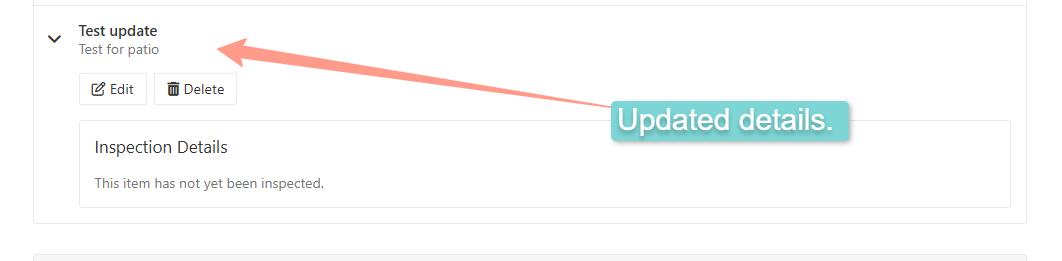 Test update
Test for patio
Edit Delete
Updated details.
Inspection Details
This item has not yet been inspected.